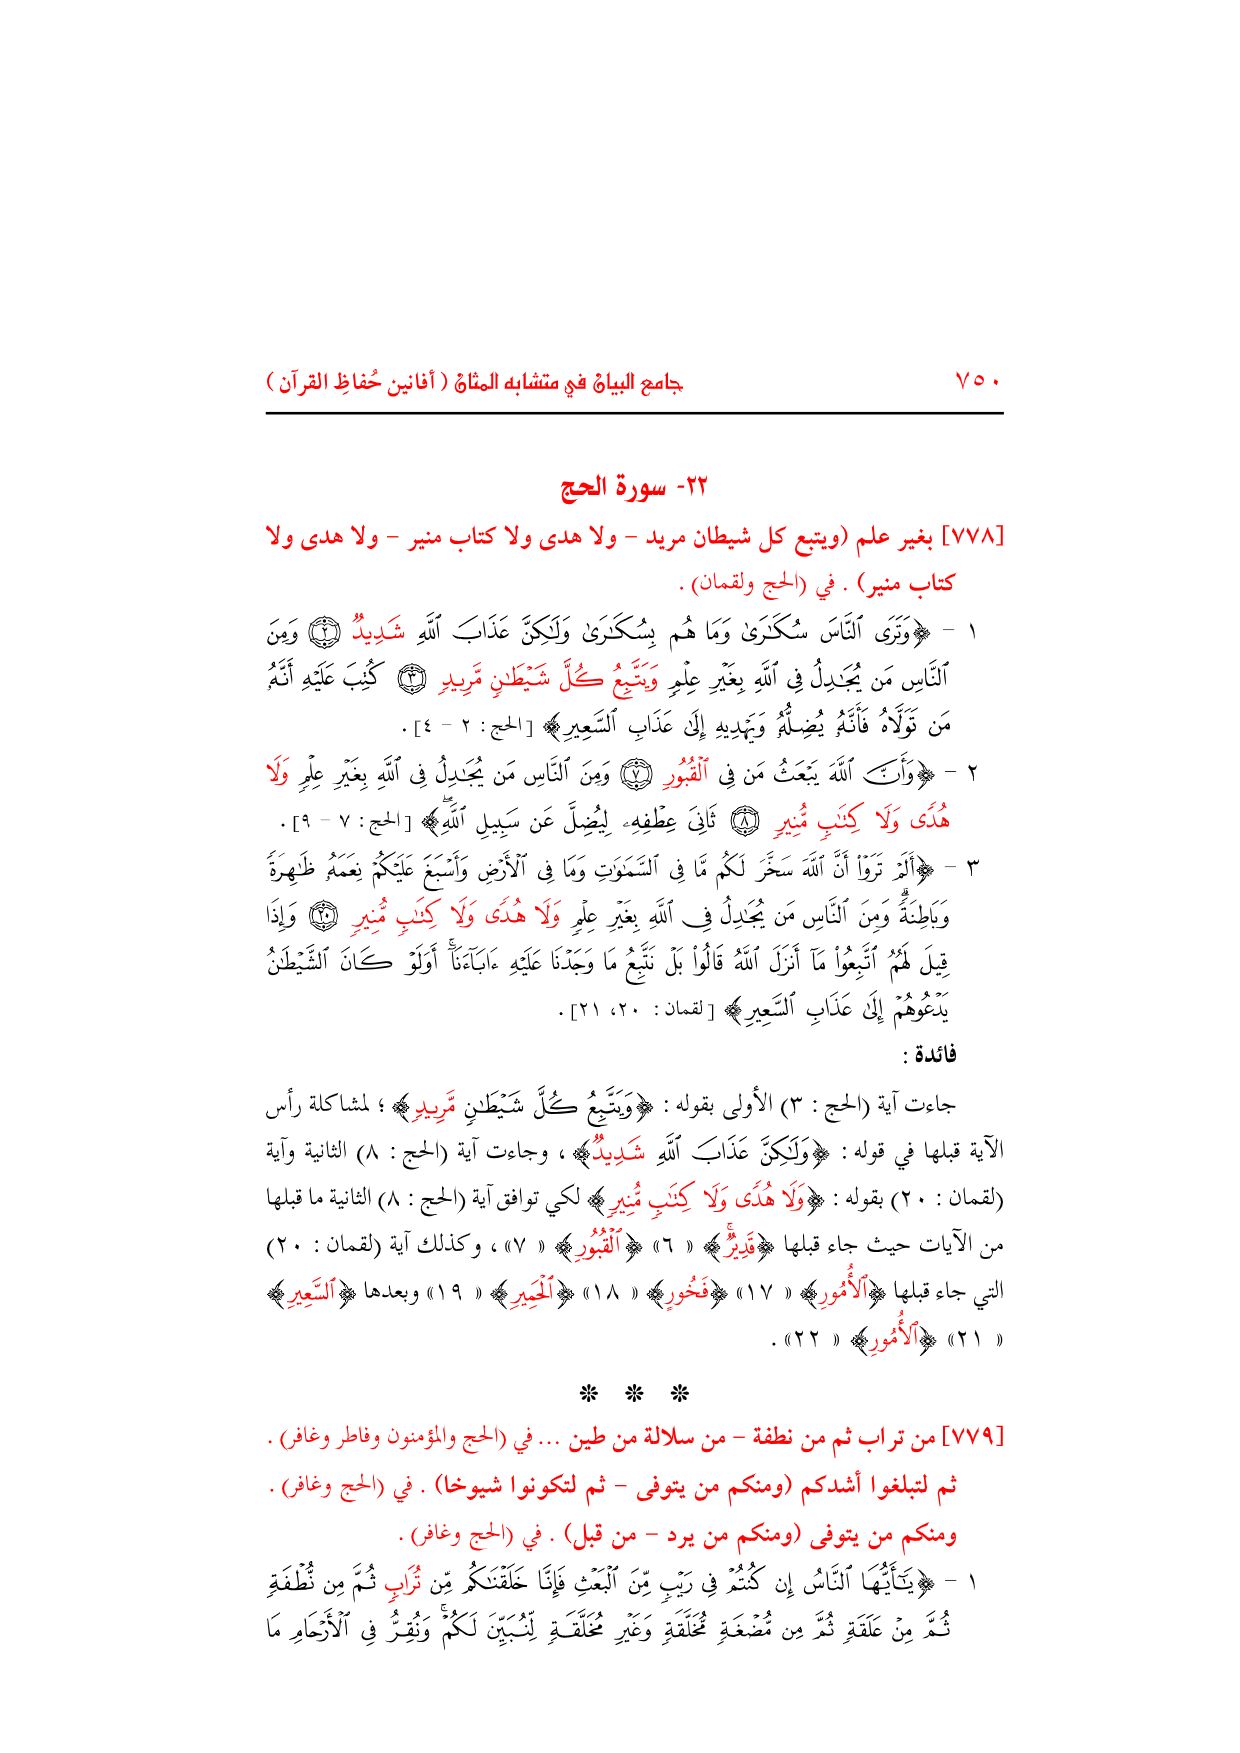 ٧٥٠ جامع البيان في متشابه المثان ( أفانين حُفاظِ القرآن )
٢٢- سورة الحج
[٧٧٨] بغير علم (ويتبع كل شيطان مريد – ولا هدى ولا كتاب منير – ولا هدى ولا
كتاب منير) . في (الحج ولقمان) .
١ – ﴿وَتَرَى ٱلنَّاسَ سُكَٰرَىٰ وَمَا هُم بِسُكَٰرَىٰ وَلَٰكِنَّ عَذَابَ ٱللَّهِ شَدِيدٌ ٢ وَمِنَ
ٱلنَّاسِ مَن يُجَٰدِلُ فِى ٱللَّهِ بِغَيْرِ عِلْمٍ وَيَتَّبِعُ كُلَّ شَيْطَٰنٍ مَّرِيدٍ ٣ كُتِبَ عَلَيْهِ أَنَّهُۥ
مَن تَوَلَّاهُ فَأَنَّهُۥ يُضِلُّهُۥ وَيَهْدِيهِ إِلَىٰ عَذَابِ ٱلسَّعِيرِ﴾ [الحج: ٢ – ٤] .
٢ – ﴿وَأَنَّ ٱللَّهَ يَبْعَثُ مَن فِى ٱلْقُبُورِ ٧ وَمِنَ ٱلنَّاسِ مَن يُجَٰدِلُ فِى ٱللَّهِ بِغَيْرِ عِلْمٍ وَلَا
هُدًى وَلَا كِتَٰبٍ مُّنِيرٍ ٨ ثَانِىَ عِطْفِهِۦ لِيُضِلَّ عَن سَبِيلِ ٱللَّهِۖ﴾ [الحج: ٧ – ٩] .
٣ – ﴿أَلَمْ تَرَوْا۟ أَنَّ ٱللَّهَ سَخَّرَ لَكُم مَّا فِى ٱلسَّمَٰوَٰتِ وَمَا فِى ٱلْأَرْضِ وَأَسْبَغَ عَلَيْكُمْ نِعَمَهُۥ ظَٰهِرَةً
وَبَاطِنَةًۗ وَمِنَ ٱلنَّاسِ مَن يُجَٰدِلُ فِى ٱللَّهِ بِغَيْرِ عِلْمٍ وَلَا هُدًى وَلَا كِتَٰبٍ مُّنِيرٍ ٢٠ وَإِذَا
قِيلَ لَهُمُ ٱتَّبِعُوا۟ مَآ أَنزَلَ ٱللَّهُ قَالُوا۟ بَلْ نَتَّبِعُ مَا وَجَدْنَا عَلَيْهِ ءَابَآءَنَآۚ أَوَلَوْ كَانَ ٱلشَّيْطَٰنُ
يَدْعُوهُمْ إِلَىٰ عَذَابِ ٱلسَّعِيرِ﴾ [لقمان: ٢٠، ٢١] .
فائدة :
جاءت آية (الحج : ٣) الأولى بقوله : ﴿وَيَتَّبِعُ كُلَّ شَيْطَٰنٍ مَّرِيدٍ﴾ ؛ لمشاكلة رأس
الآية قبلها في قوله : ﴿وَلَٰكِنَّ عَذَابَ ٱللَّهِ شَدِيدٌ﴾ ، وجاءت آية (الحج : ٨) الثانية وآية
(لقمان : ٢٠) بقوله : ﴿وَلَا هُدًى وَلَا كِتَٰبٍ مُّنِيرٍ﴾ لكي توافق آية (الحج : ٨) الثانية ما قبلها
من الآيات حيث جاء قبلها ﴿قَدِيرٌۚ﴾ «٦» ﴿ٱلْقُبُورِ﴾ «٧» ، وكذلك آية (لقمان : ٢٠)
التي جاء قبلها ﴿ٱلْأُمُورِ﴾ «١٧» ﴿فَخُورٍ﴾ «١٨» ﴿ٱلْحَمِيرِ﴾ «١٩» وبعدها ﴿ٱلسَّعِيرِ﴾
«٢١» ﴿ٱلْأُمُورِ﴾ «٢٢» .
❊ ❊ ❊
[٧٧٩] من تراب ثم من نطفة – من سلالة من طين ... في (الحج والمؤمنون وفاطر وغافر) .
ثم لتبلغوا أشدكم (ومنكم من يتوفى – ثم لتكونوا شيوخا) . في (الحج وغافر) .
ومنكم من يتوفى (ومنكم من يرد – من قبل) . في (الحج وغافر) .
١ – ﴿يَٰٓأَيُّهَا ٱلنَّاسُ إِن كُنتُمْ فِى رَيْبٍ مِّنَ ٱلْبَعْثِ فَإِنَّا خَلَقْنَٰكُم مِّن تُرَابٍ ثُمَّ مِن نُّطْفَةٍ
ثُمَّ مِنْ عَلَقَةٍ ثُمَّ مِن مُّضْغَةٍ مُّخَلَّقَةٍ وَغَيْرِ مُخَلَّقَةٍ لِّنُبَيِّنَ لَكُمْۚ وَنُقِرُّ فِى ٱلْأَرْحَامِ مَا